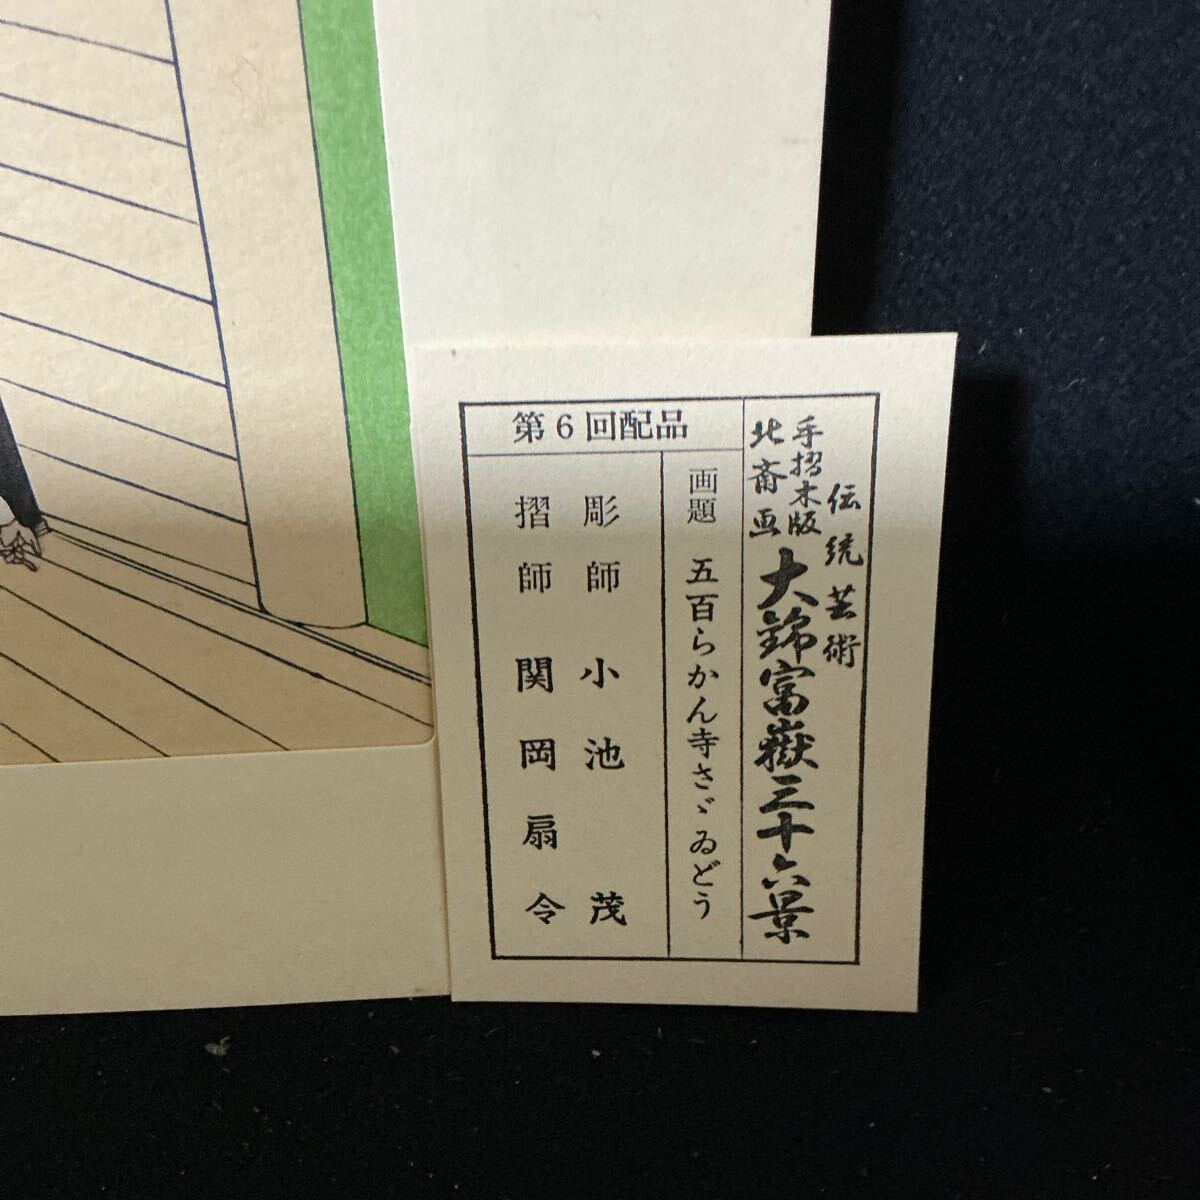 伝統芸術
手摺木版
北斎画
大錦富嶽三十六景
第6回配品
画題 五百らかん寺さゞゐどう
彫師 小池 茂
摺師 関岡扇令